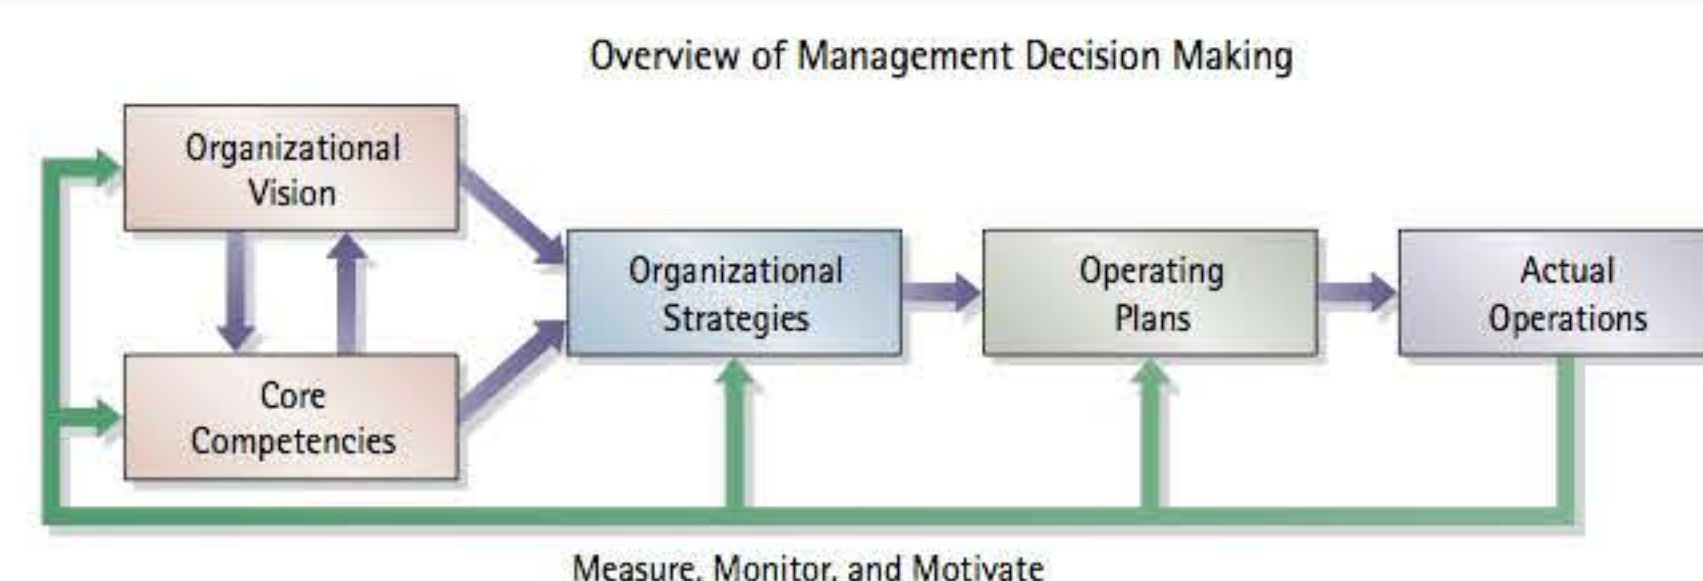 Overview of Management Decision Making
Organizational
Vision
Core
Competencies
Organizational
Strategies
Operating
Plans
Actual
Operations
Measure, Monitor, and Motivate